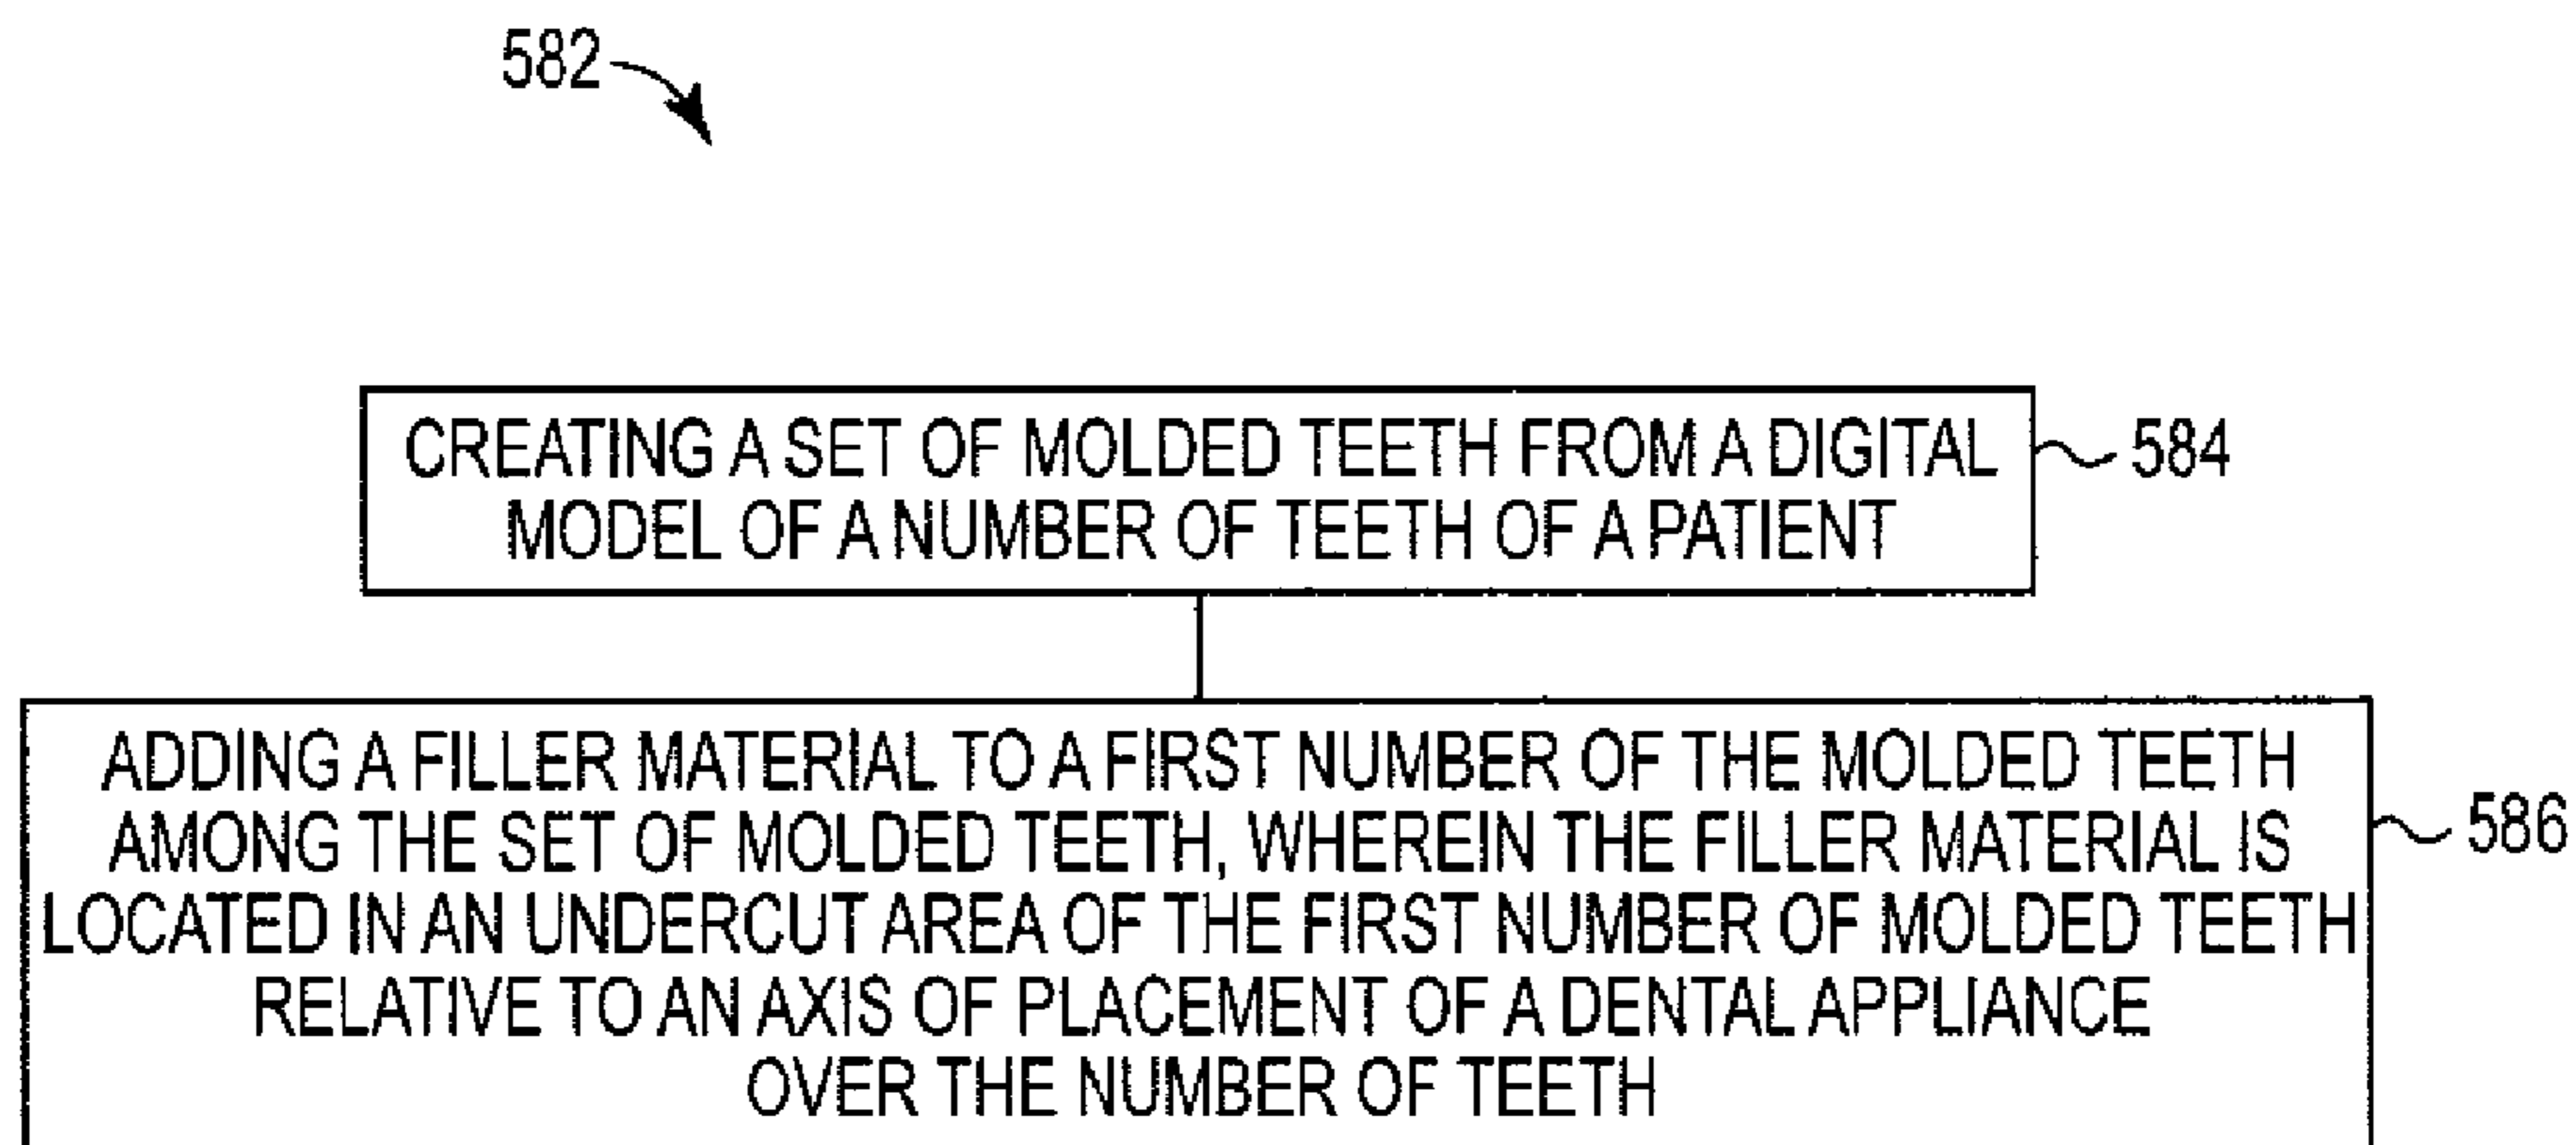 582
CREATING A SET OF MOLDED TEETH FROM A DIGITAL
MODEL OF A NUMBER OF TEETH OF A PATIENT
584
ADDING A FILLER MATERIAL TO A FIRST NUMBER OF THE MOLDED TEETH
AMONG THE SET OF MOLDED TEETH, WHEREIN THE FILLER MATERIAL IS
LOCATED IN AN UNDERCUT AREA OF THE FIRST NUMBER OF MOLDED TEETH
RELATIVE TO AN AXIS OF PLACEMENT OF A DENTAL APPLIANCE
OVER THE NUMBER OF TEETH
586